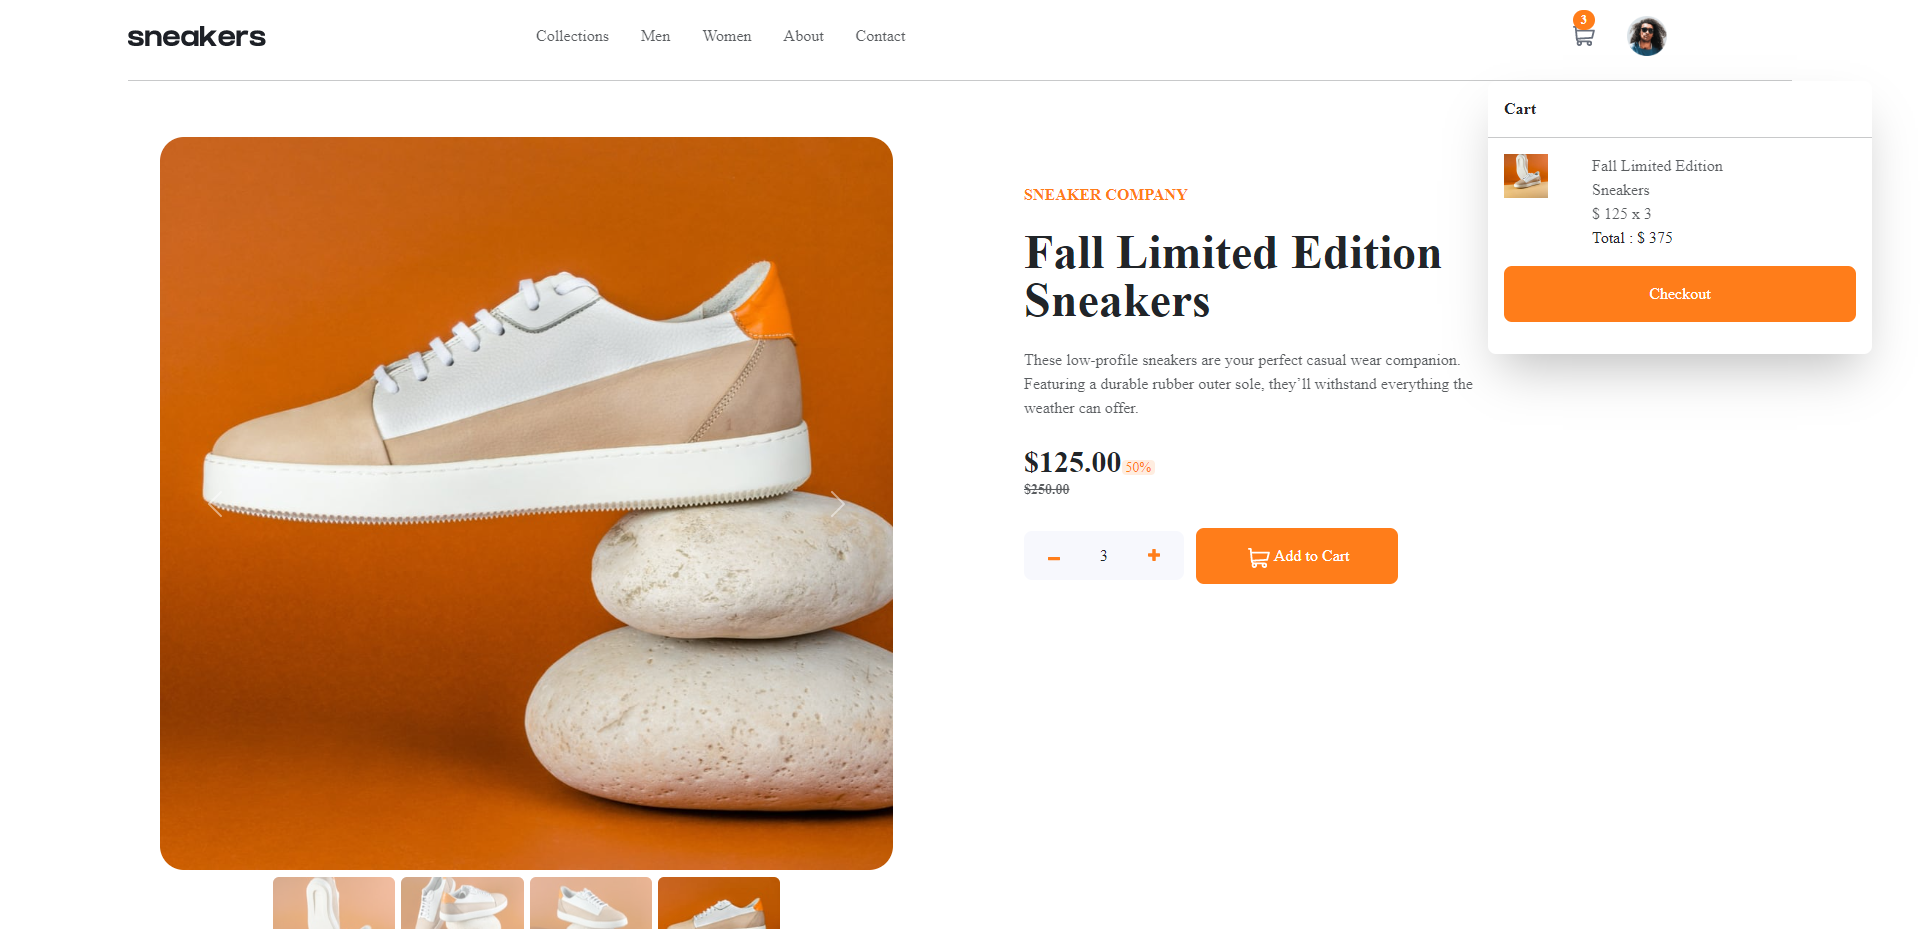 sneakers
Collections
Men
Women
About
Contact
3
Cart
Fall Limited Edition
Sneakers
$ 125 x 3
Total : $ 375
Checkout
SNEAKER COMPANY
Fall Limited Edition
Sneakers
These low-profile sneakers are your perfect casual wear companion.
Featuring a durable rubber outer sole, they’ll withstand everything the
weather can offer.
$125.00 50%
$250.00
3
Add to Cart